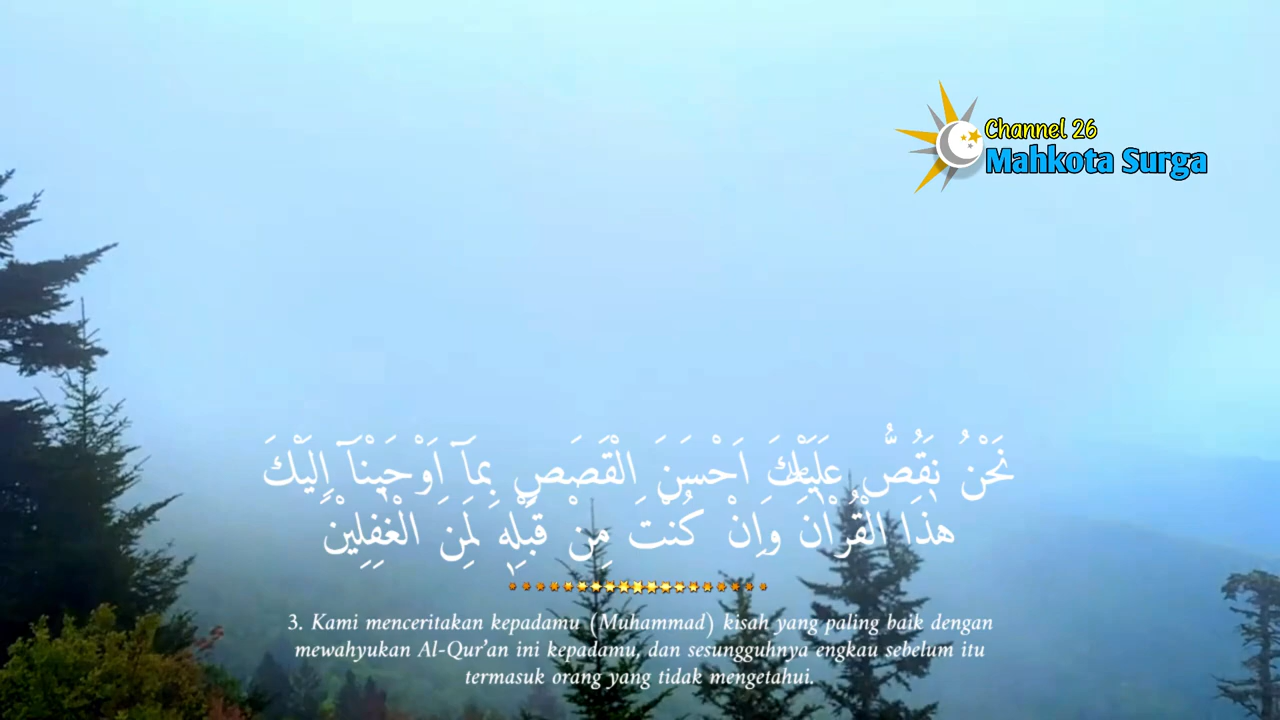 Channel 26
Mahkota Surga
نَحْنُ نَقُصُّ عَلَيْكَ اَحْسَنَ الْقَصَصِ بِمَآ اَوْحَيْنَآ اِلَيْكَ
هٰذَا الْقُرْاٰنَ وَاِنْ كُنْتَ مِنْ قَبْلِهٖ لَمِنَ الْغٰفِلِيْنَ
3. Kami menceritakan kepadamu (Muhammad) kisah yang paling baik dengan
mewahyukan Al-Qur’an ini kepadamu, dan sesungguhnya engkau sebelum itu
termasuk orang yang tidak mengetahui.